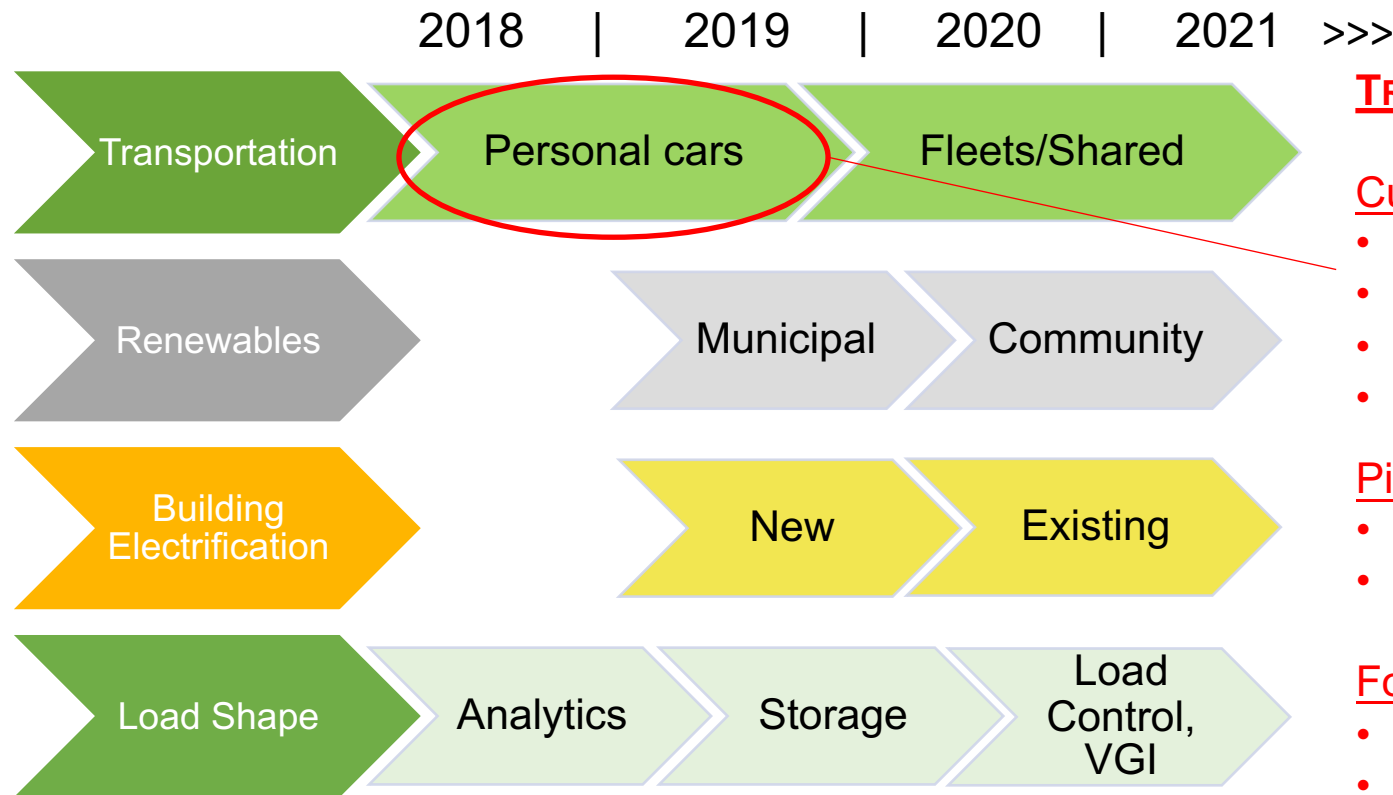 2018 | 2019 | 2020 | 2021 >>>
Transportation
Personal cars
Fleets/Shared
Renewables
Municipal
Community
Building
Electrification
New
Existing
Load Shape
Analytics
Storage
Load
Control,
VGI
•
•
•
•
•
•
•
•